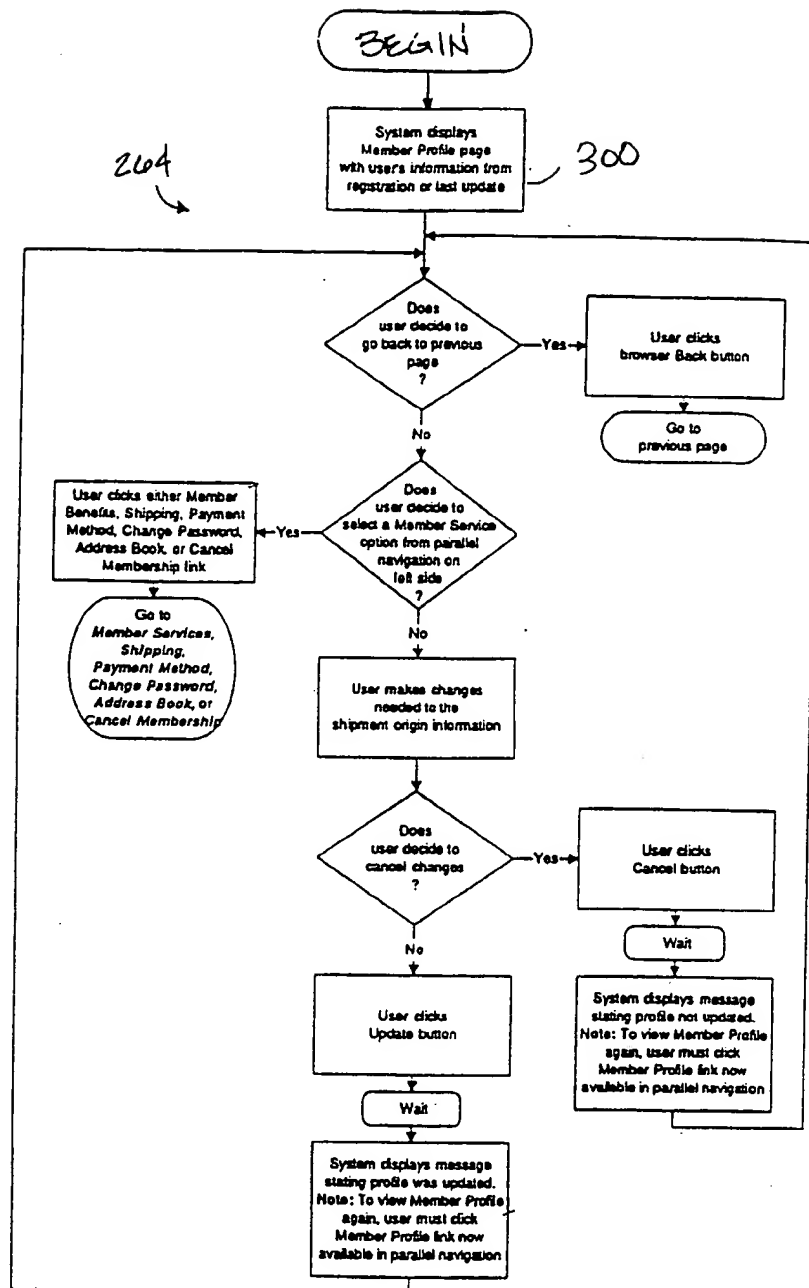 BEGIN
System displays
Member Profile page
with user's information from
registration or last update
300
264
Does
user decide to
go back to previous
page
?
Yes
User clicks
browser Back button
Go to
previous page
No
Does
user decide to
select a Member Service
option from parallel
navigation on
left side
?
Yes
User clicks either Member
Benefits, Shipping, Payment
Method, Change Password,
Address Book, or Cancel
Membership link
Go to
Member Services,
Shipping,
Payment Method,
Change Password,
Address Book, or
Cancel Membership
No
User makes changes
needed to the
shipment origin information
Does
user decide to
cancel changes
?
Yes
User clicks
Cancel button
Wait
System displays message
stating profile not updated.
Note: To view Member Profile
again, user must click
Member Profile link now
available in parallel navigation
No
User clicks
Update button
Wait
System displays message
stating profile was updated.
Note: To view Member Profile
again, user must click
Member Profile link now
available in parallel navigation